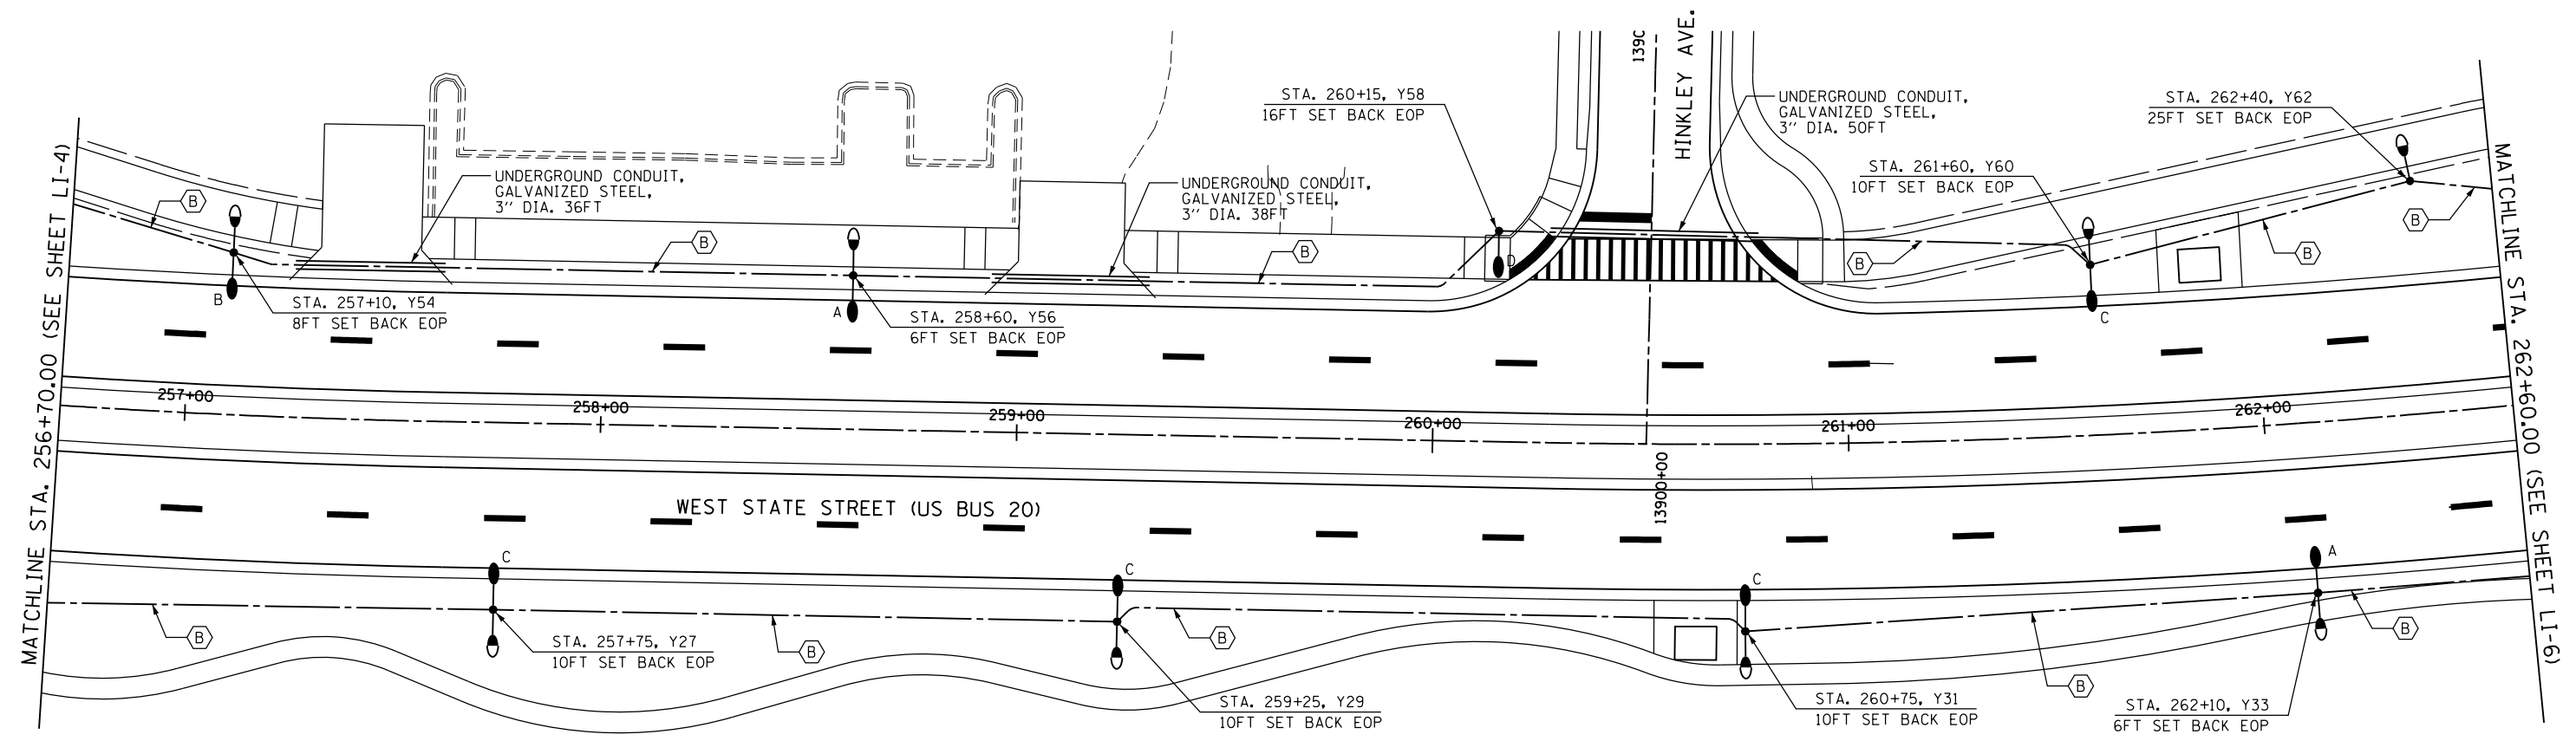 MATCHLINE STA. 256+70.00 (SEE SHEET LI-4)
B
B
STA. 257+10, Y54
8FT SET BACK EOP
UNDERGROUND CONDUIT,
GALVANIZED STEEL,
3'' DIA. 36FT
B
A
STA. 258+60, Y56
6FT SET BACK EOP
UNDERGROUND CONDUIT,
GALVANIZED STEEL,
3'' DIA. 38FT
B
STA. 260+15, Y58
16FT SET BACK EOP
D
139C
HINKLEY AVE.
UNDERGROUND CONDUIT,
GALVANIZED STEEL,
3'' DIA. 50FT
STA. 261+60, Y60
10FT SET BACK EOP
B
C
STA. 262+40, Y62
25FT SET BACK EOP
B
B
MATCHLINE STA. 262+60.00 (SEE SHEET LI-6)
257+00
258+00
259+00
260+00
261+00
262+00
13900+00
WEST STATE STREET (US BUS 20)
B
C
STA. 257+75, Y27
10FT SET BACK EOP
B
C
STA. 259+25, Y29
10FT SET BACK EOP
B
C
STA. 260+75, Y31
10FT SET BACK EOP
B
A
STA. 262+10, Y33
6FT SET BACK EOP
B